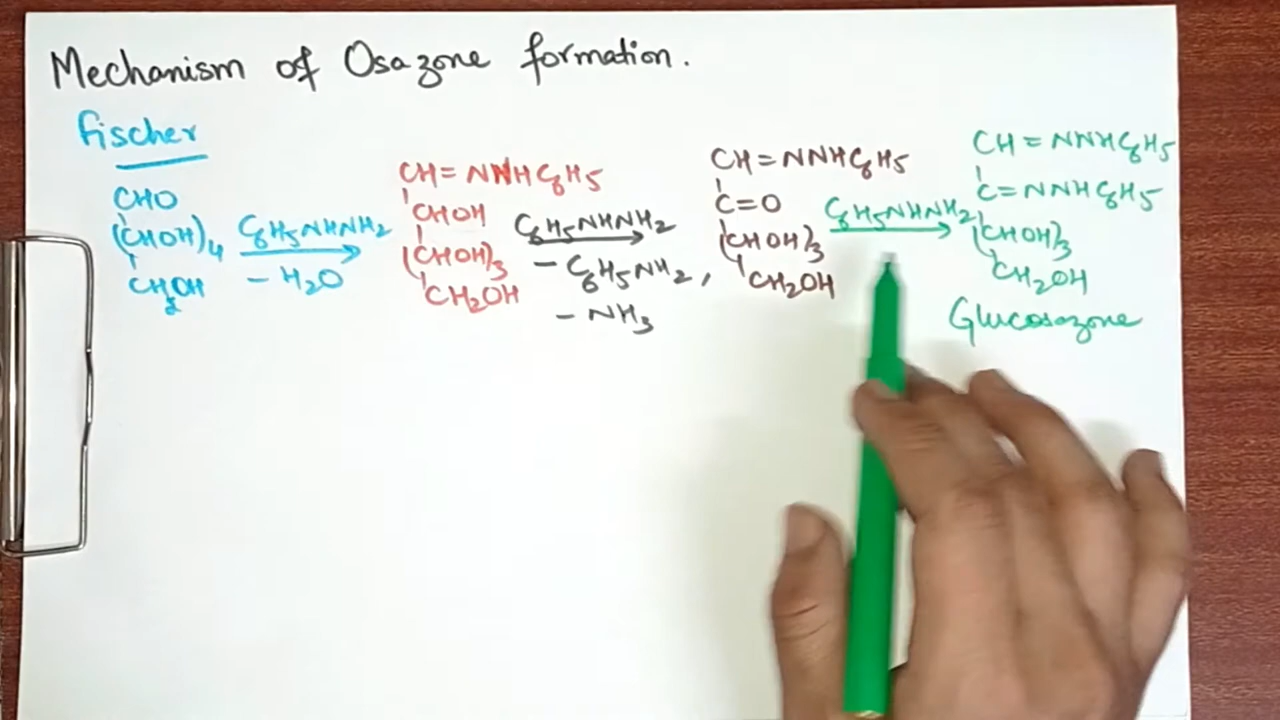 Mechanism of Osazone formation.
Fischer
CHO
(CHOH)4
CH2OH
C6H5NHNH2
- H2O
CH=NNHC6H5
CHOH
(CHOH)3
CH2OH
C6H5NHNH2
- C6H5NH2,
- NH3
CH=NNHC6H5
C=O
(CHOH)3
CH2OH
C6H5NHNH2
CH=NNHC6H5
C=NNHC6H5
(CHOH)3
CH2OH
Glucosazone